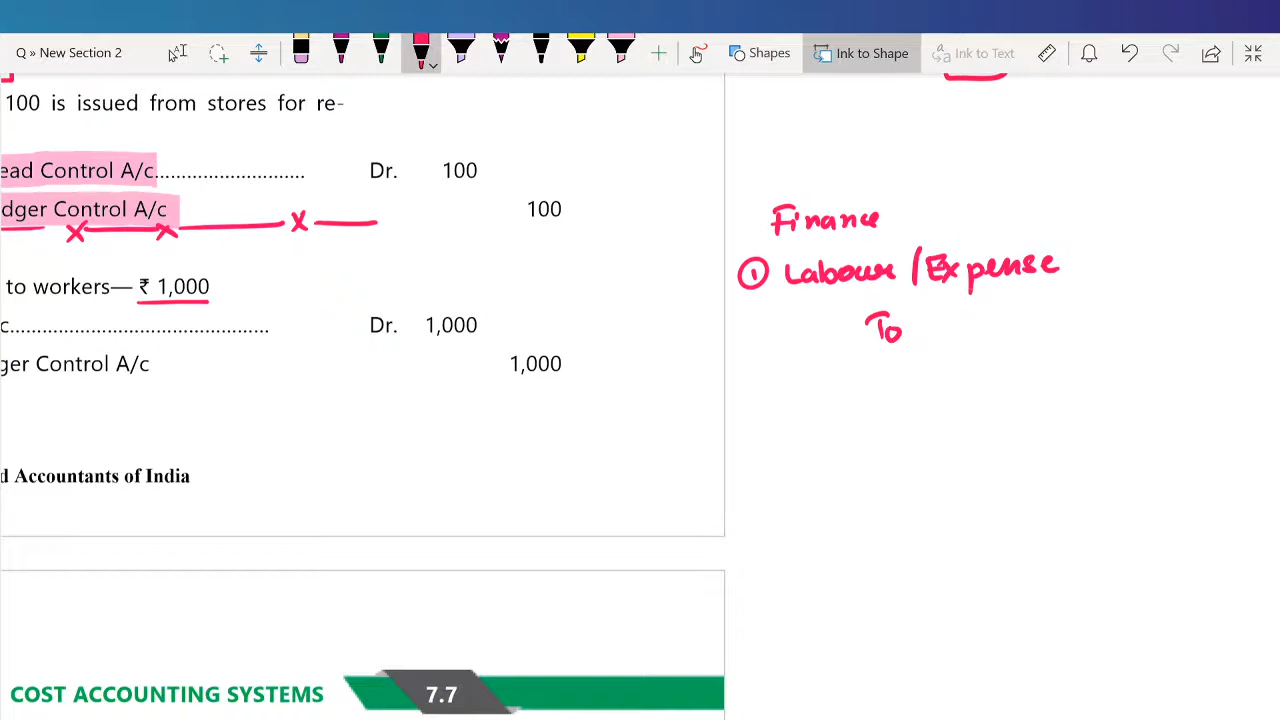 Q » New Section 2
Shapes
Ink to Shape
Ink to Text
100 is issued from stores for re-
ead Control A/c............................ Dr. 100
dger Control A/c 100
x x x
to workers— ₹ 1,000
c.............................................. Dr. 1,000
ger Control A/c 1,000
d Accountants of India
COST ACCOUNTING SYSTEMS 7.7
Finance
① Labour / Expense
To